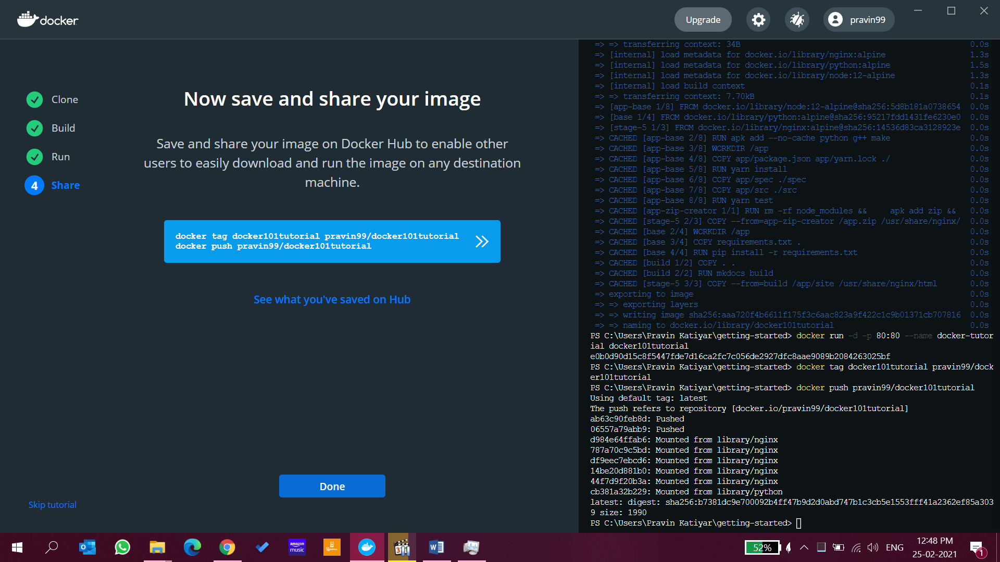 docker
Upgrade
pravin99
Clone
Build
Run
4 Share
Now save and share your image
Save and share your image on Docker Hub to enable other
users to easily download and run the image on any destination
machine.
docker tag docker101tutorial pravin99/docker101tutorial
docker push pravin99/docker101tutorial
See what you've saved on Hub
Done
Skip tutorial
=> => transferring context: 34B 0.0s
=> [internal] load metadata for docker.io/library/nginx:alpine 1.3s
=> [internal] load metadata for docker.io/library/python:alpine 1.5s
=> [internal] load metadata for docker.io/library/node:12-alpine 1.3s
=> [internal] load build context 0.1s
=> => transferring context: 7.70kB 0.1s
=> [app-base 1/8] FROM docker.io/library/node:12-alpine@sha256:5d8b181a0738654 0.0s
=> [base 1/4] FROM docker.io/library/python:alpine@sha256:95217fdd1431fe6230e0 0.0s
=> [stage-5 1/3] FROM docker.io/library/nginx:alpine@sha256:14536d83ca3128923e 0.0s
=> CACHED [app-base 2/8] RUN apk add --no-cache python g++ make 0.0s
=> CACHED [app-base 3/8] WORKDIR /app 0.0s
=> CACHED [app-base 4/8] COPY app/package.json app/yarn.lock ./ 0.0s
=> CACHED [app-base 5/8] RUN yarn install 0.0s
=> CACHED [app-base 6/8] COPY app/spec ./spec 0.0s
=> CACHED [app-base 7/8] COPY app/src ./src 0.0s
=> CACHED [app-base 8/8] RUN yarn test 0.0s
=> CACHED [app-zip-creator 1/1] RUN rm -rf node_modules &&     apk add zip && 0.0s
=> CACHED [stage-5 2/3] COPY --from=app-zip-creator /app.zip /usr/share/nginx/ 0.0s
=> CACHED [base 2/4] WORKDIR /app 0.0s
=> CACHED [base 3/4] COPY requirements.txt . 0.0s
=> CACHED [base 4/4] RUN pip install -r requirements.txt 0.0s
=> CACHED [build 1/2] COPY . . 0.0s
=> CACHED [build 2/2] RUN mkdocs build 0.0s
=> CACHED [stage-5 3/3] COPY --from=build /app/site /usr/share/nginx/html 0.0s
=> exporting to image 0.0s
=> => exporting layers 0.0s
=> => writing image sha256:aaa720f4b6611f175f3c6aac823a9f422c1c9b01371cb707816 0.0s
=> => naming to docker.io/library/docker101tutorial 0.0s
PS C:\Users\Pravin Katiyar\getting-started> docker run -d -p 80:80 --name docker-tutor
ial docker101tutorial
e0b0d90d15c8f5447fde7d16ca2fc7c056de2927dfc8aae9089b2084263025bf
PS C:\Users\Pravin Katiyar\getting-started> docker tag docker101tutorial pravin99/dock
er101tutorial
PS C:\Users\Pravin Katiyar\getting-started> docker push pravin99/docker101tutorial
Using default tag: latest
The push refers to repository [docker.io/pravin99/docker101tutorial]
ab63c90feb8d: Pushed
06557a79abb9: Pushed
d984e64ffab6: Mounted from library/nginx
787a70c9c5bd: Mounted from library/nginx
df9eec7ebcd6: Mounted from library/nginx
14be20d881b0: Mounted from library/nginx
44f7d9f20b3a: Mounted from library/nginx
cb381a32b229: Mounted from library/python
latest: digest: sha256:b7381dc9e700092b4ff47b9d2d0abd747b1c3cb5e1553fff41a2362ef85a303
9 size: 1990
PS C:\Users\Pravin Katiyar\getting-started>
amazon
music
52%
ENG
12:48 PM
25-02-2021
1